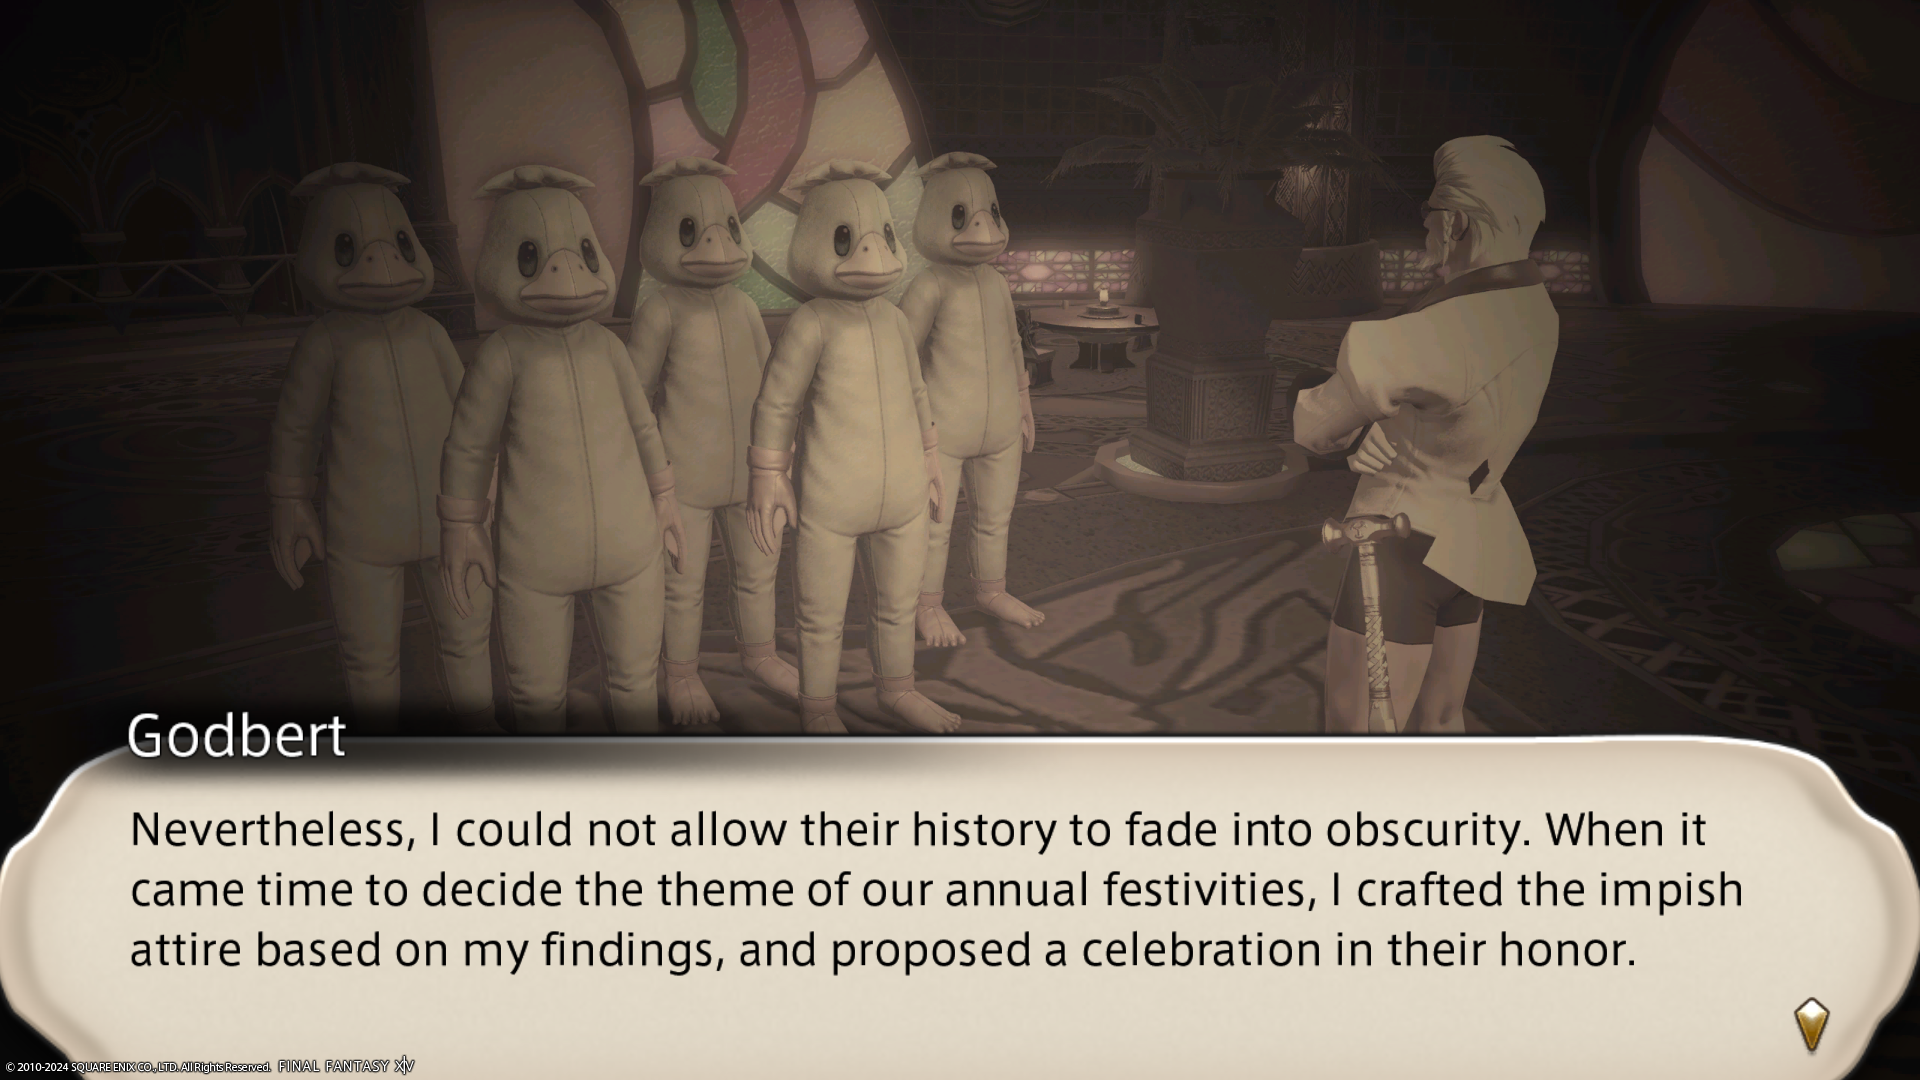 Godbert
Nevertheless, I could not allow their history to fade into obscurity. When it
came time to decide the theme of our annual festivities, I crafted the impish
attire based on my findings, and proposed a celebration in their honor.
© 2010-2024 SQUARE ENIX CO., LTD. All Rights Reserved. FINAL FANTASY XIV